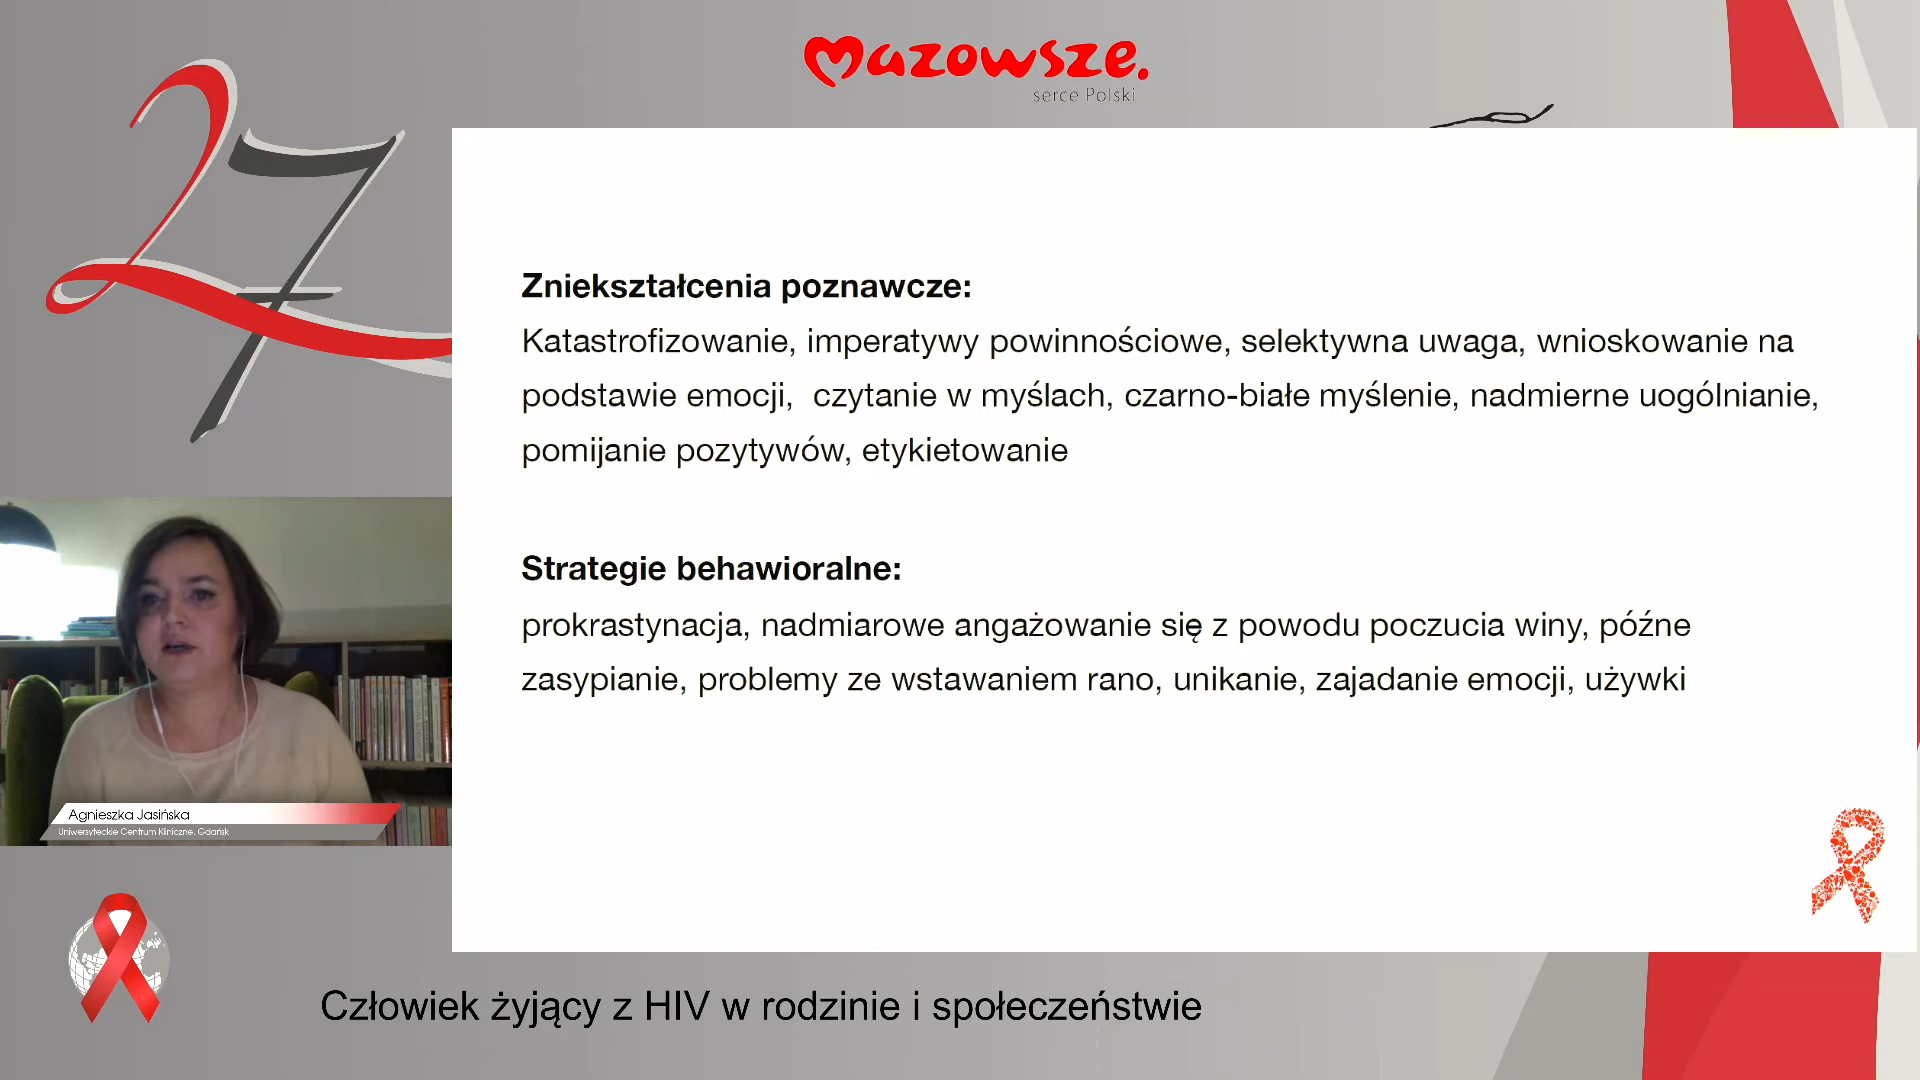 27
Mazowsze.
serce Polski
Zniekształcenia poznawcze:
Katastrofizowanie, imperatywy powinnościowe, selektywna uwaga, wnioskowanie na
podstawie emocji,  czytanie w myślach, czarno-białe myślenie, nadmierne uogólnianie,
pomijanie pozytywów, etykietowanie
Strategie behawioralne:
prokrastynacja, nadmiarowe angażowanie się z powodu poczucia winy, późne
zasypianie, problemy ze wstawaniem rano, unikanie, zajadanie emocji, używki
Agnieszka Jasińska
Uniwersyteckie Centrum Kliniczne, Gdańsk
Człowiek żyjący z HIV w rodzinie i społeczeństwie